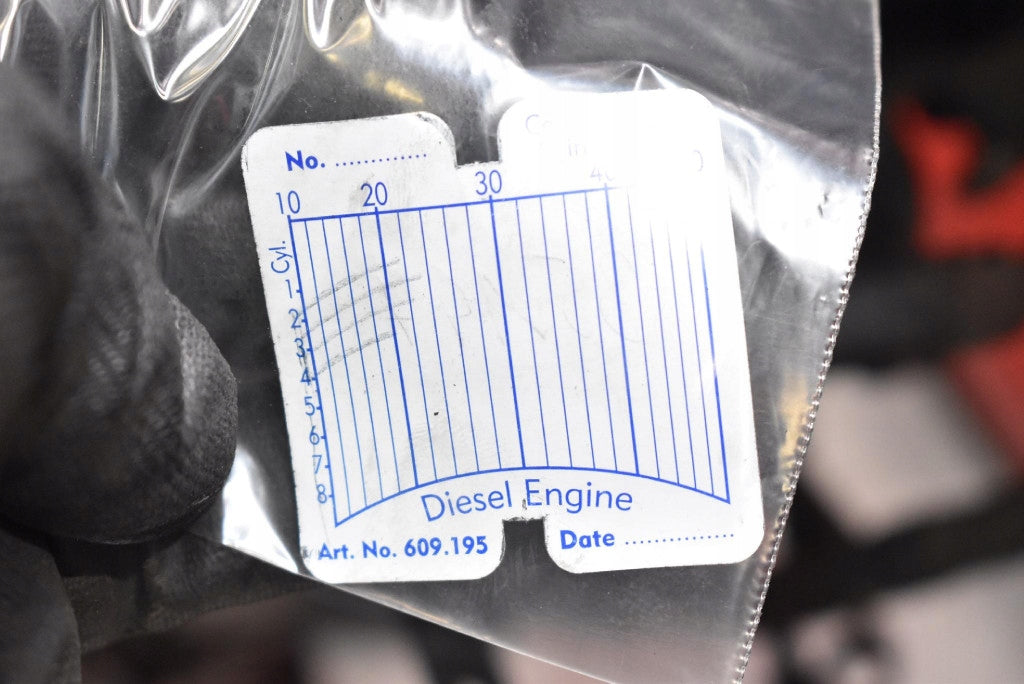 No. ..............
10 20 30 40
Cyl.
1
2
3
4
5
6
7
8
Diesel Engine
Art. No. 609.195
Date .................